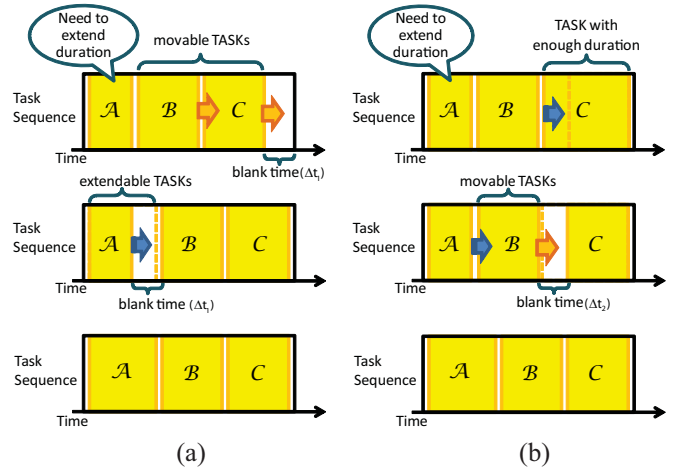 Need to
extend
duration
movable TASKs
Task
Sequence
A
B
C
Time
blank time(Δt₁)
extendable TASKs
Task
Sequence
A
B
C
Time
blank time (Δt₁)
Task
Sequence
A
B
C
Time
(a)
Need to
extend
duration
TASK with
enough duration
Task
Sequence
A
B
C
Time
movable TASKs
Task
Sequence
A
B
C
Time
blank time(Δt₂)
Task
Sequence
A
B
C
Time
(b)